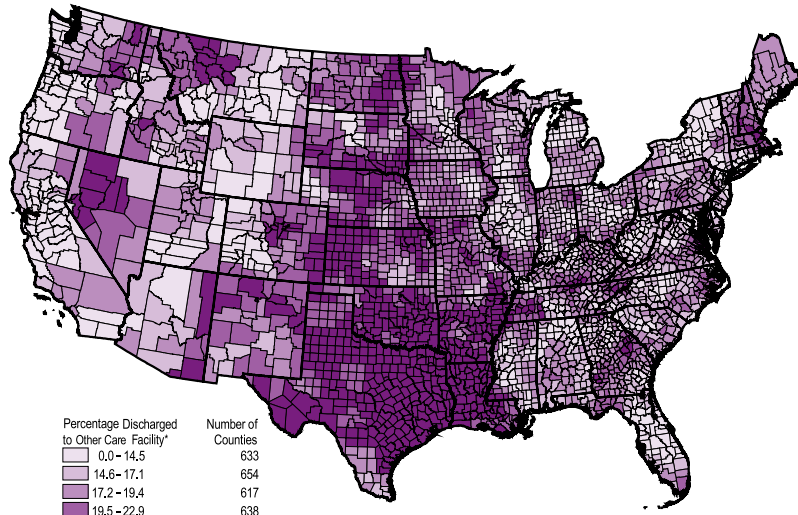 Percentage Discharged to Other Care Facility*
Number of Counties
0.0 – 14.5 633
14.6 – 17.1 654
17.2 – 19.4 617
19.5 – 22.9 638